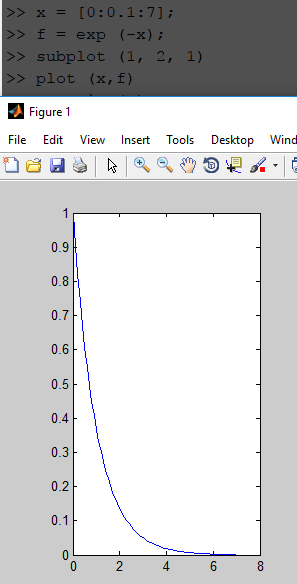 >> x = [0:0.1:7];
>> f = exp (-x);
>> subplot (1, 2, 1)
>> plot (x,f)
Figure 1
File Edit View Insert Tools Desktop Wind
1
0.9
0.8
0.7
0.6
0.5
0.4
0.3
0.2
0.1
0
0 2 4 6 8